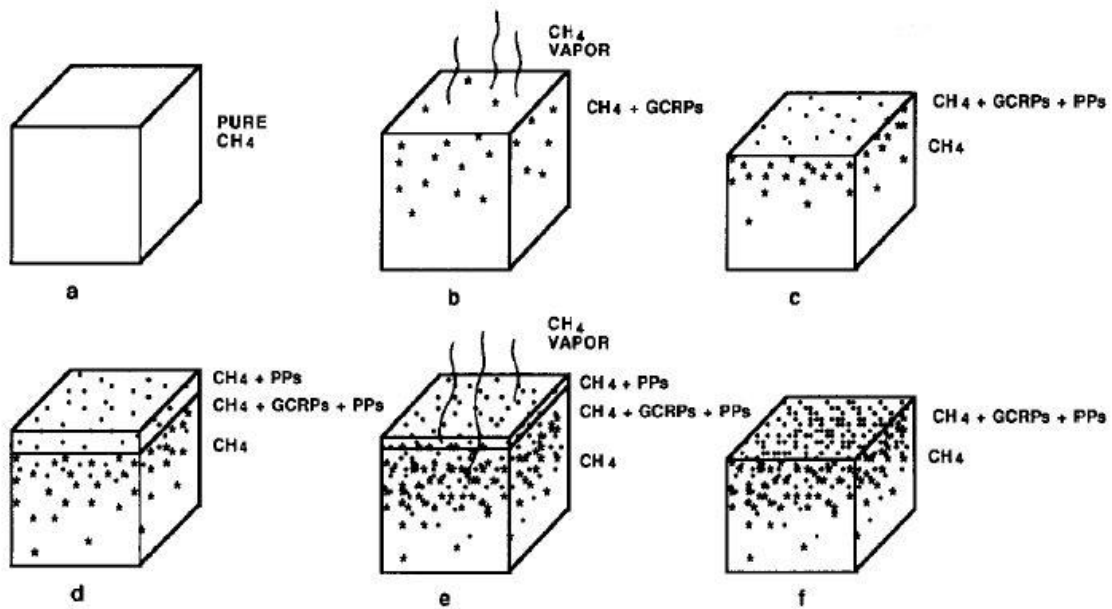 PURE
CH4
a
CH4
VAPOR
CH4 + GCRPs
b
CH4 + GCRPs + PPs
CH4
c
CH4 + PPs
CH4 + GCRPs + PPs
CH4
d
CH4
VAPOR
CH4 + PPs
CH4 + GCRPs + PPs
CH4
e
CH4 + GCRPs + PPs
CH4
f